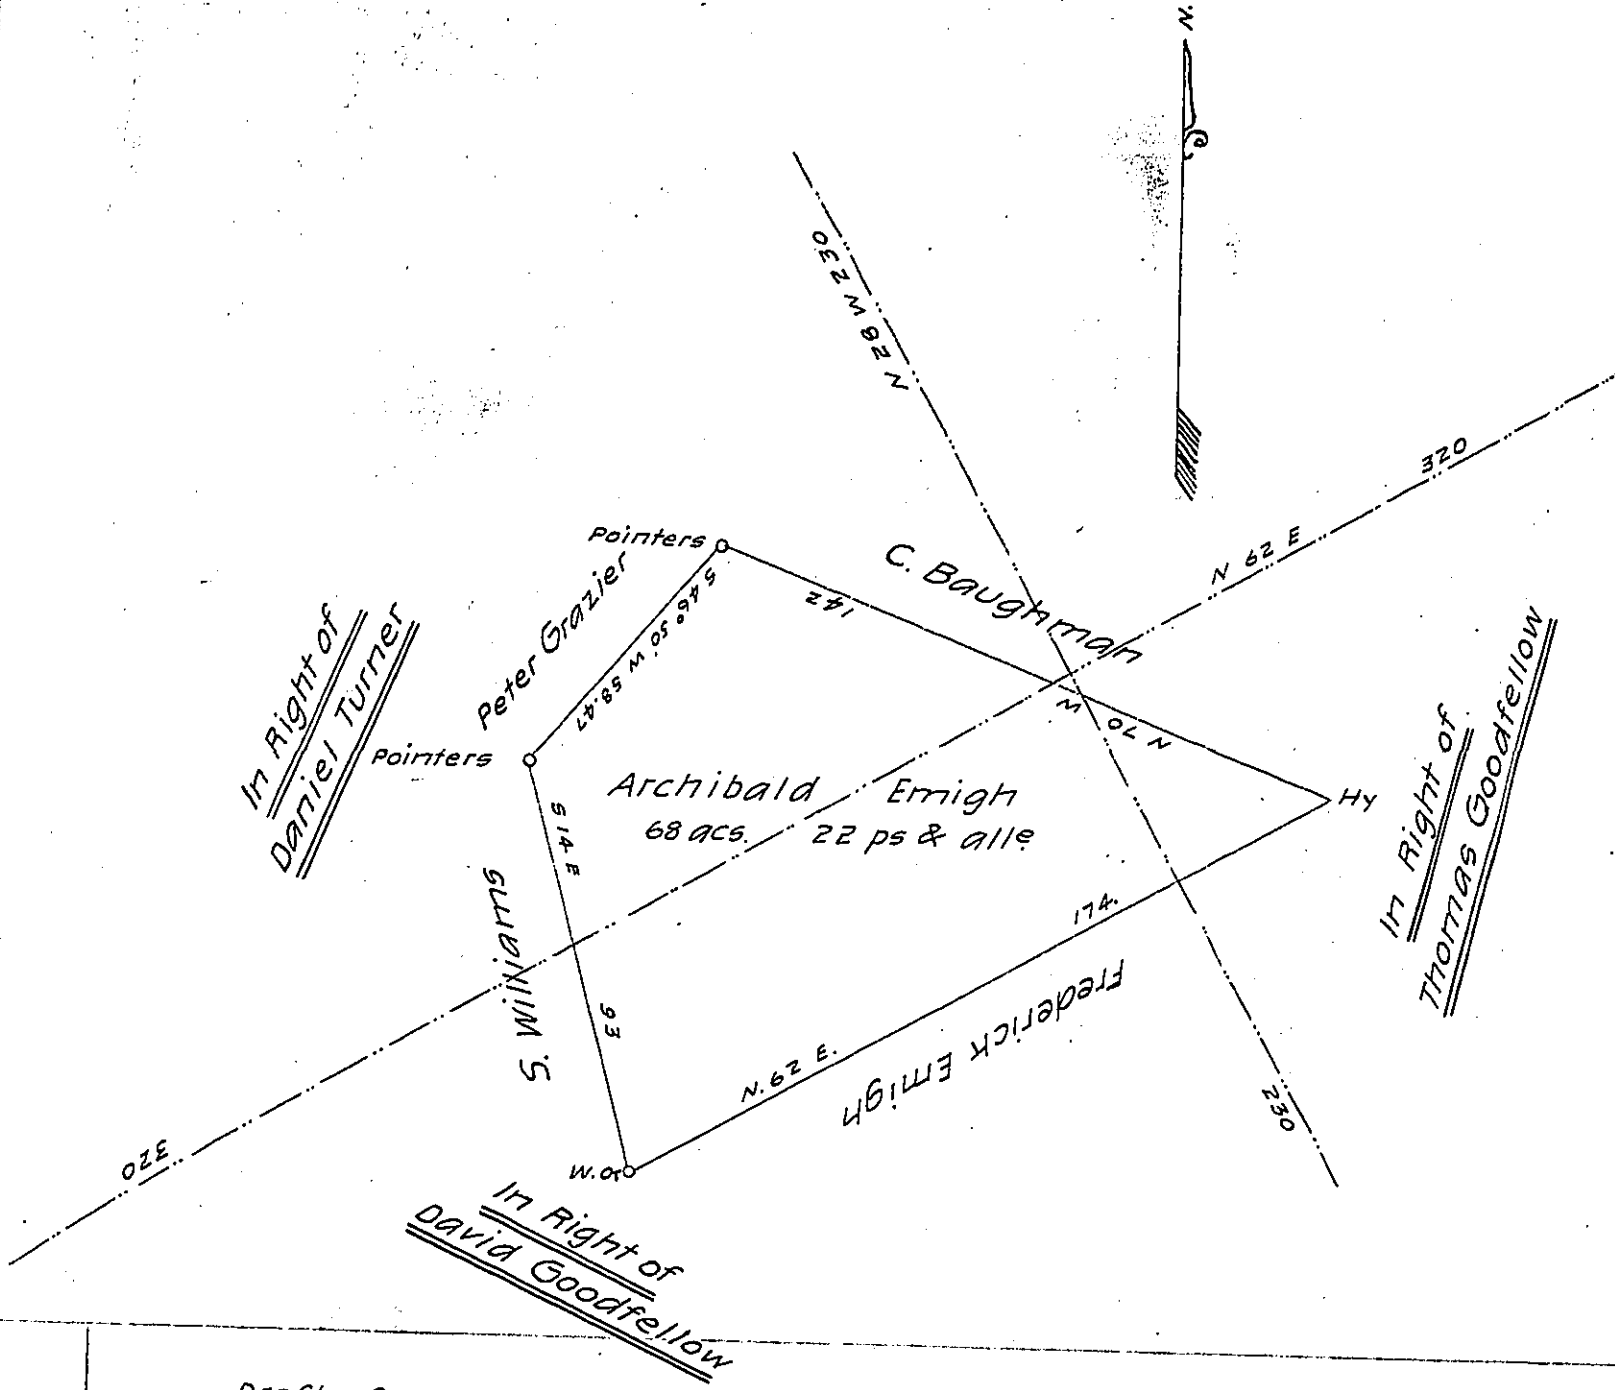 N.
N 28 W 230
320
N 62 E
Pointers
C. Baughman
142
S 46° 50' W 58.47
Peter Grazier
In Right of
Daniel Turner
Pointers
N 70 W
Hy
Archibald Emigh
68 acs. 22 ps & alle
In Right of
Thomas Goodfellow
S 14 E
93
S. Williams
174.
N. 29 E.
Frederick Emigh
230
320
W. o
In Right of
David Goodfellow